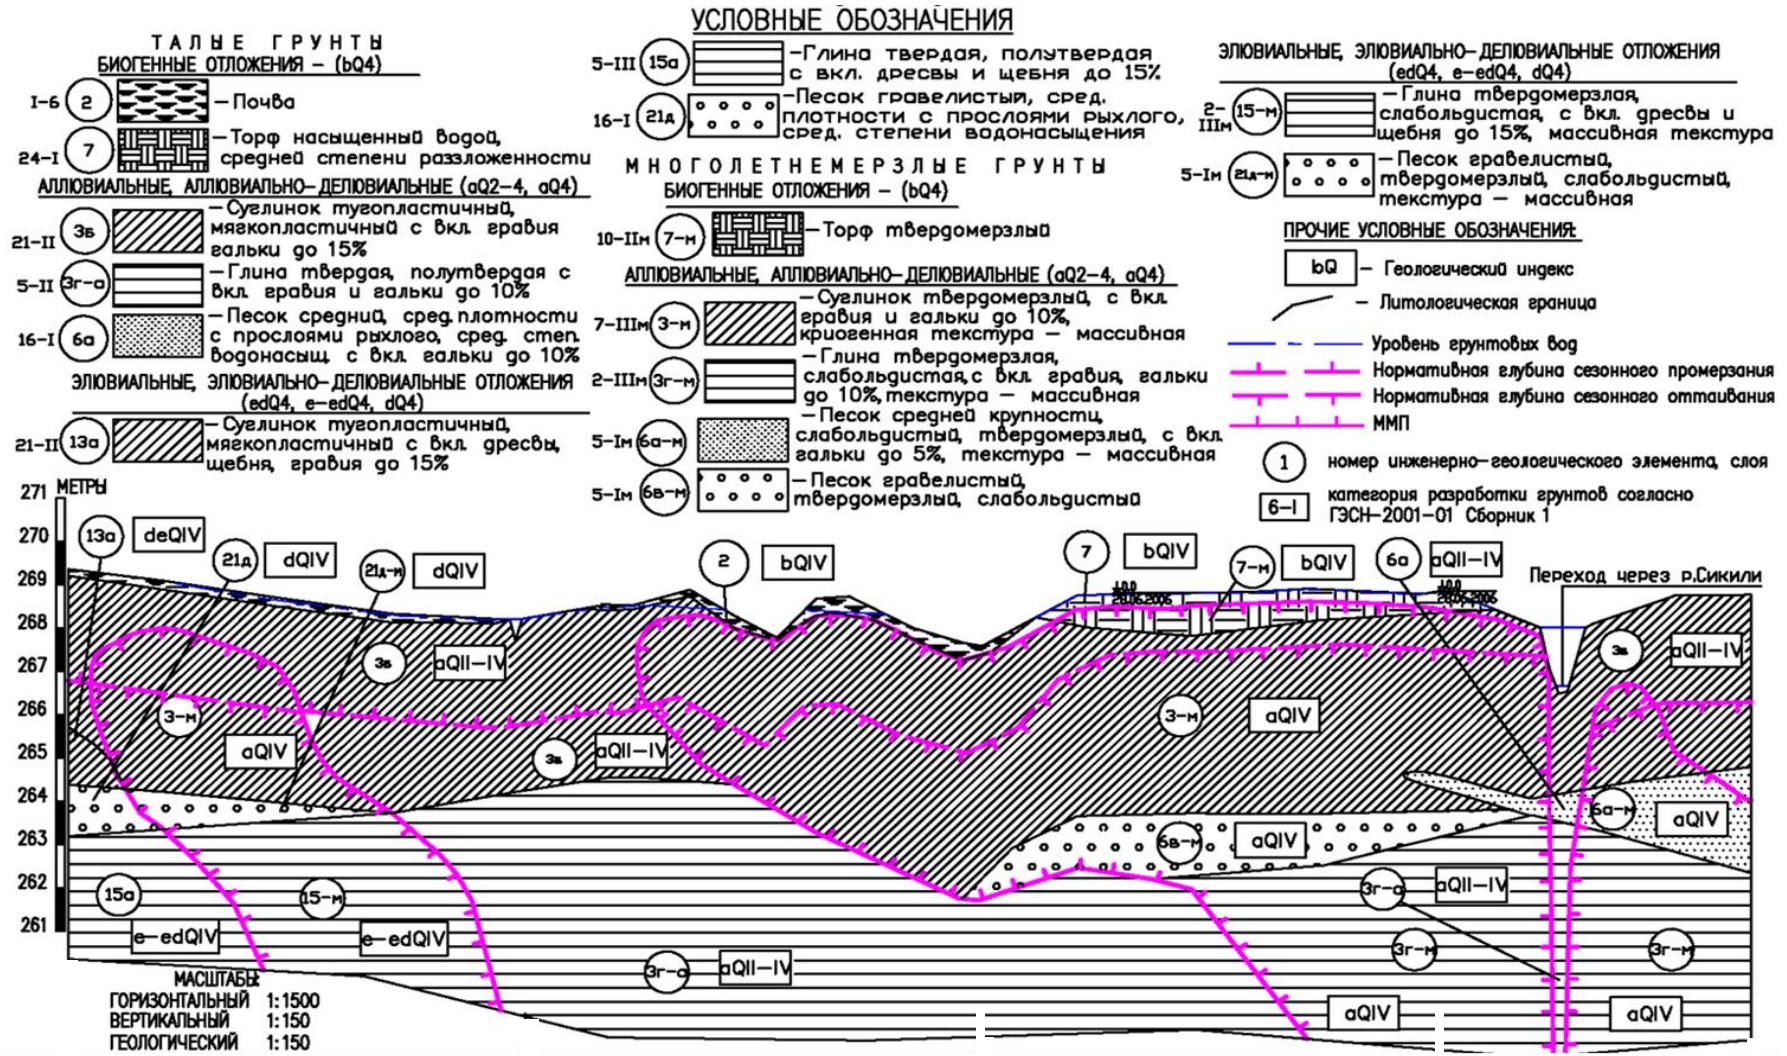 УСЛОВНЫЕ ОБОЗНАЧЕНИЯ
ТАЛЫЕ ГРУНТЫ
БИОГЕННЫЕ ОТЛОЖЕНИЯ – (bQ4)
I-6 2 – Почва
24-I 7 – Торф насыщенный водой,
средней степени раззложенности
АЛЛЮВИАЛЬНЫЕ, АЛЛЮВИАЛЬНО-ДЕЛЮВИАЛЬНЫЕ (aQ2-4, aQ4)
21-II 3б – Суглинок тугопластичный,
мягкопластичный с вкл. гравия
гальки до 15%
5-II 3г-а – Глина твердая, полутвердая с
вкл. гравия и гальки до 10%
16-I 6а – Песок средний, сред.плотности
с прослоями рыхлого, сред. степ.
водонасыщ. с вкл. гальки до 10%
ЭЛЮВИАЛЬНЫЕ, ЭЛЮВИАЛЬНО-ДЕЛЮВИАЛЬНЫЕ ОТЛОЖЕНИЯ
(edQ4, e-edQ4, dQ4)
21-II 13а – Суглинок тугопластичный,
мягкопластичный с вкл. дресвы,
щебня, гравия до 15%
5-III 15а – Глина твердая, полутвердая
с вкл. дресвы и щебня до 15%
16-I 21д – Песок гравелистый, сред.
плотности с прослоями рыхлого,
сред. степени водонасыщения
МНОГОЛЕТНЕМЕРЗЛЫЕ ГРУНТЫ
БИОГЕННЫЕ ОТЛОЖЕНИЯ – (bQ4)
10-IIм 7-м – Торф твердомерзлый
АЛЛЮВИАЛЬНЫЕ, АЛЛЮВИАЛЬНО-ДЕЛЮВИАЛЬНЫЕ (aQ2-4, aQ4)
7-IIIм 3-м – Суглинок твердомерзлый, с вкл.
гравия и гальки до 10%,
криогенная текстура – массивная
2-IIIм 3г-м – Глина твердомерзлая,
слабольдистая,с вкл. гравия, гальки
до 10%,текстура – массивная
5-Iм 6а-м – Песок средней крупности,
слабольдистый, твердомерзлый, с вкл.
гальки до 5%, текстура – массивная
5-Iм 6в-м – Песок гравелистый,
твердомерзлый, слабольдистый
ЭЛЮВИАЛЬНЫЕ, ЭЛЮВИАЛЬНО-ДЕЛЮВИАЛЬНЫЕ ОТЛОЖЕНИЯ
(edQ4, e-edQ4, dQ4)
2-IIIм 15-м – Глина твердомерзлая,
слабольдистая, с вкл. дресвы и
щебня до 15%, массивная текстура
5-Iм 21д-м – Песок гравелистый,
твердомерзлый, слабольдистый,
текстура – массивная
ПРОЧИЕ УСЛОВНЫЕ ОБОЗНАЧЕНИЯ:
bQ – Геологический индекс
– Литологическая граница
Уровень грунтовых вод
Нормативная глубина сезонного промерзания
Нормативная глубина сезонного оттаивания
ММП
1 номер инженерно-геологического элемента, слоя
6-I категория разработки грунтов согласно
ГЭСН-2001-01 Сборник 1
271 МЕТРЫ
270
269
268
267
266
265
264
263
262
261
13а deQIV
21д dQIV
21д-м dQIV
2 bQIV
7 bQIV
7-м bQIV
6а aQII-IV
Переход через р.Сикили
28.06.2006
28.06.2006
3б aQII-IV
3б aQII-IV
3-м aQIV
3-м aQIV
3б aQII-IV
6а-м aQIV
6в-м aQIV
15а e-edQIV
15-м e-edQIV
3г-а aQII-IV
3г-а aQII-IV
3г-м aQIV
3г-м aQIV
МАСШТАБЫ:
ГОРИЗОНТАЛЬНЫЙ 1:1500
ВЕРТИКАЛЬНЫЙ 1:150
ГЕОЛОГИЧЕСКИЙ 1:150